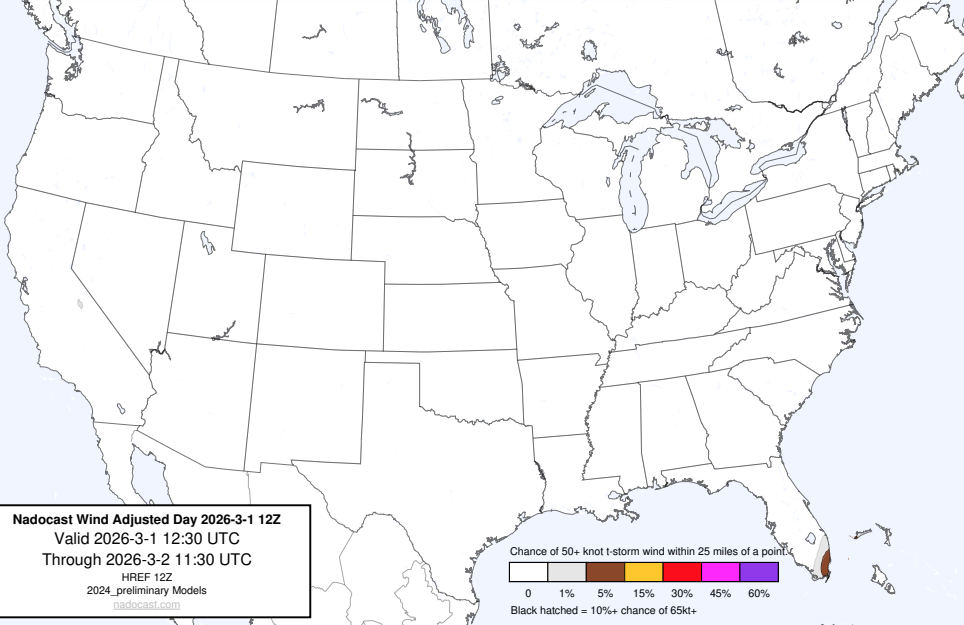 Nadocast Wind Adjusted Day 2026-3-1 12Z
Valid 2026-3-1 12:30 UTC
Through 2026-3-2 11:30 UTC
HREF 12Z
2024_preliminary Models
nadocast.com
Chance of 50+ knot t-storm wind within 25 miles of a point.
0 1% 5% 15% 30% 45% 60%
Black hatched = 10%+ chance of 65kt+